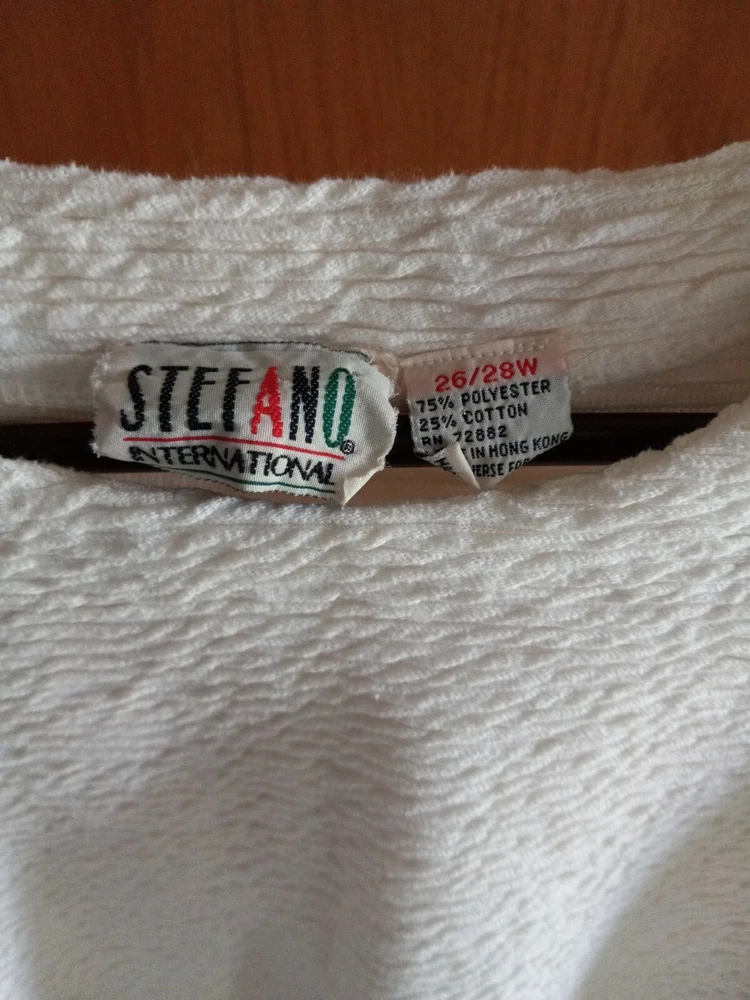 STEFANO®
INTERNATIONAL
26/28W
75% POLYESTER
25% COTTON
RN 72882
IN HONG KONG